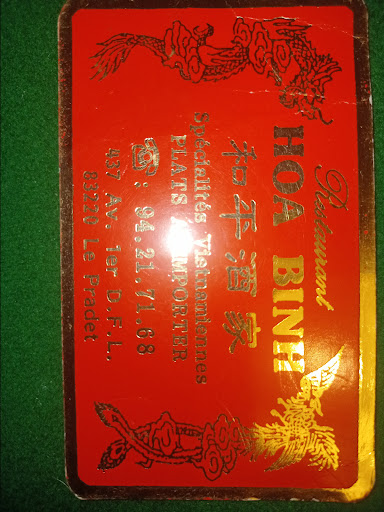 Restaurant
HOA BINH
和平酒家
Spécialités Vietnamiennes
PLATS A EMPORTER
☎: 94.21.71.68
437 Av. 1er D.F.L.
83220 Le Pradet